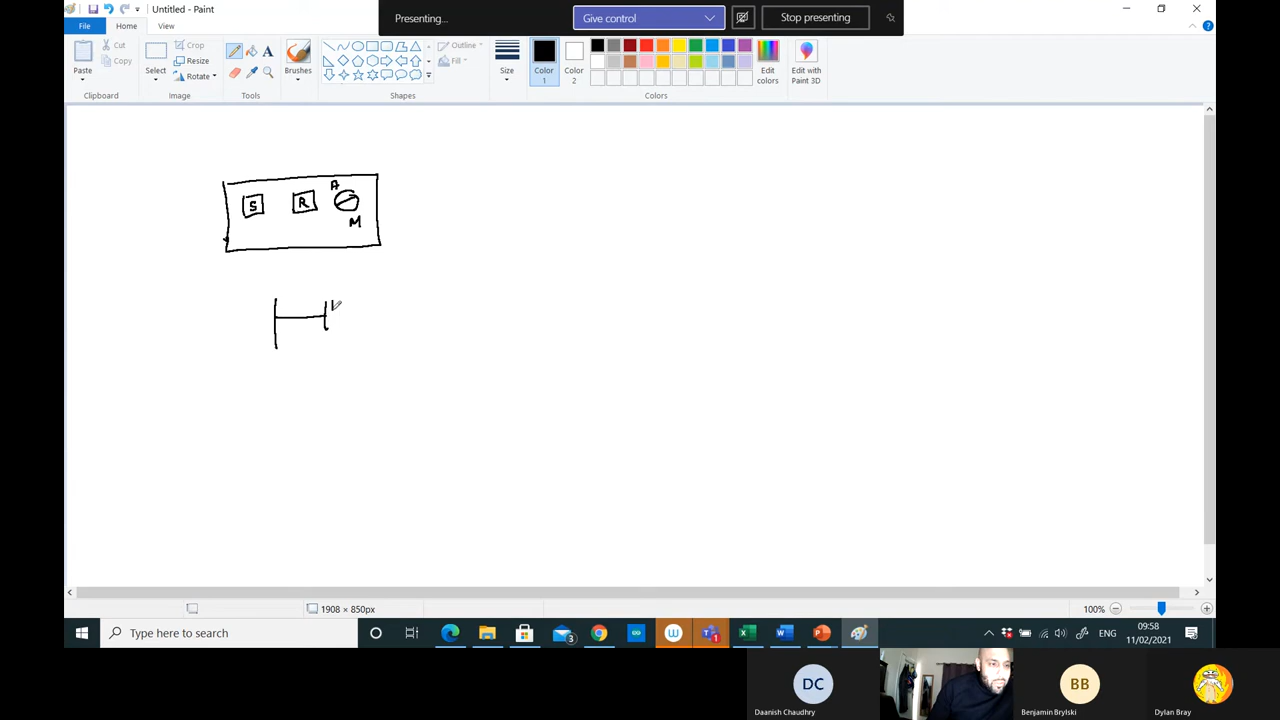 Untitled - Paint
Presenting...
Give control
Stop presenting
File
Home
View
Paste
Cut
Copy
Clipboard
Select
Crop
Resize
Rotate
Image
Tools
Brushes
Shapes
Outline
Fill
Size
Color 1
Color 2
Colors
Edit colors
Edit with Paint 3D
S
R
A
M
1908 × 850px
100%
Type here to search
3
1
ENG
09:58
11/02/2021
DC
BB
Daanish Chaudhry
Benjamin Brylski
Dylan Bray